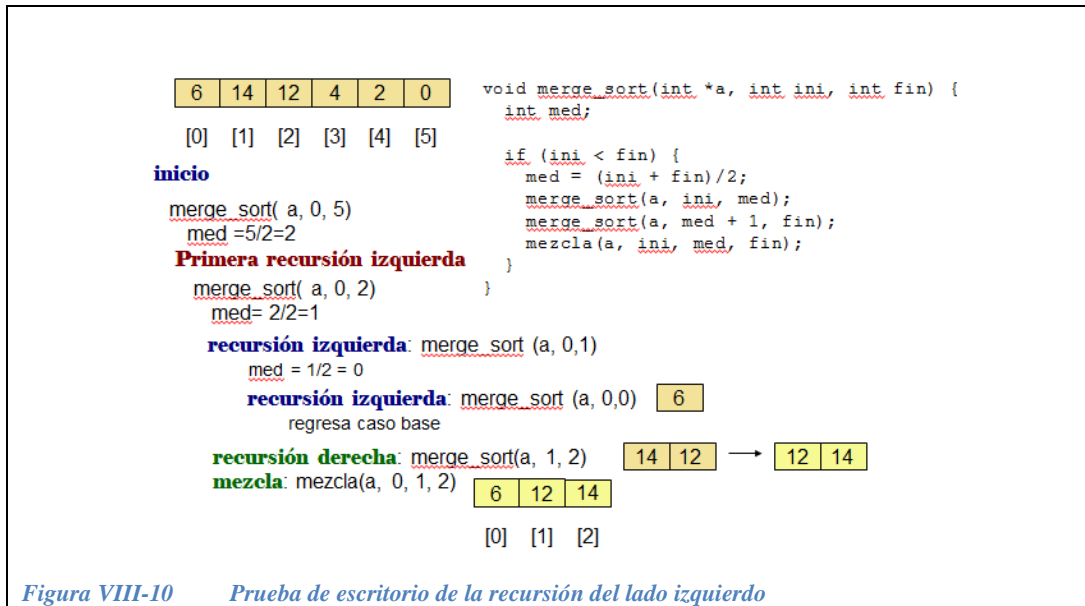 6 14 12 4 2 0
[0] [1] [2] [3] [4] [5]
inicio
merge_sort( a, 0, 5)
med =5/2=2
Primera recursión izquierda
merge_sort( a, 0, 2)
med= 2/2=1
void merge_sort(int *a, int ini, int fin) {
int med;
if (ini < fin) {
med = (ini + fin)/2;
merge_sort(a, ini, med);
merge_sort(a, med + 1, fin);
mezcla(a, ini, med, fin);
}
}
recursión izquierda: merge_sort (a, 0,1)
med = 1/2 = 0
recursión izquierda: merge_sort (a, 0,0) 6
regresa caso base
recursión derecha: merge_sort(a, 1, 2) 14 12 → 12 14
mezcla: mezcla(a, 0, 1, 2) 6 12 14
[0] [1] [2]
Figura VIII-10 Prueba de escritorio de la recursión del lado izquierdo